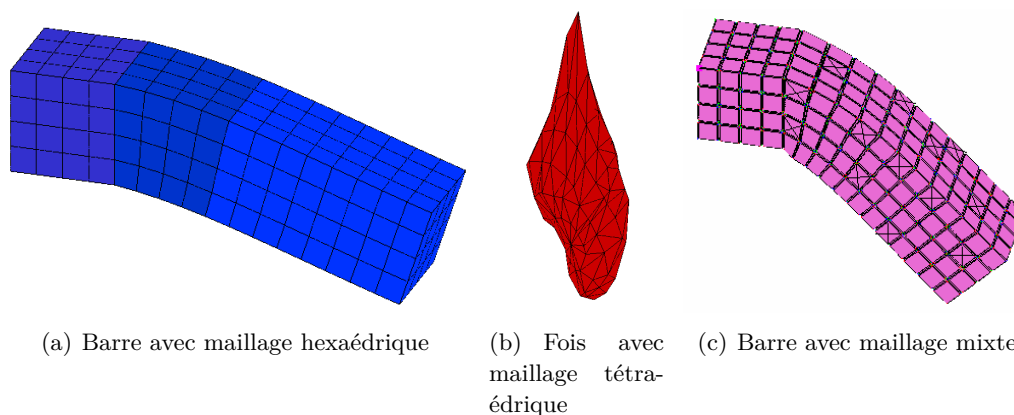 (a) Barre avec maillage hexaédrique
(b) Fois avec
maillage tétra-
édrique
(c) Barre avec maillage mixte